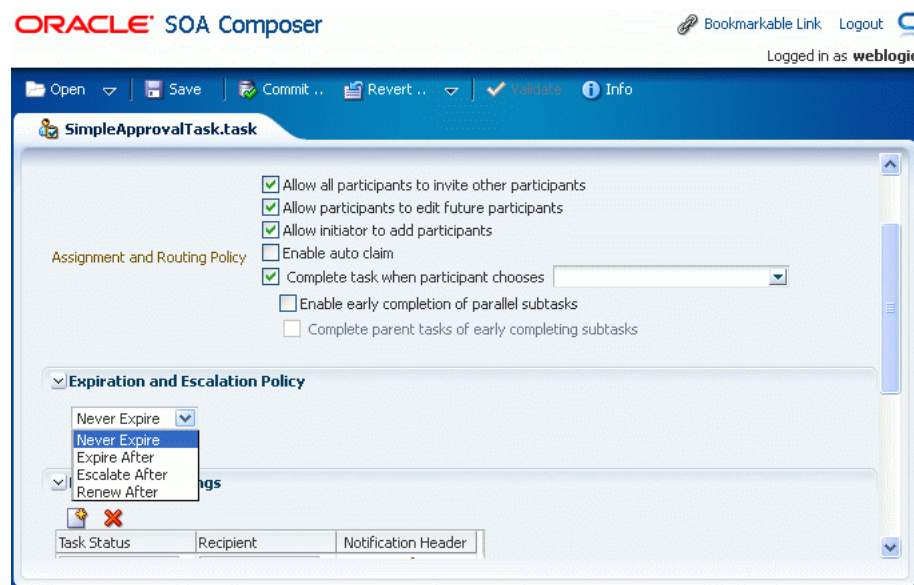 ORACLE® SOA Composer
Bookmarkable Link Logout
Logged in as weblogic
Open Save Commit .. Revert .. Validate Info
SimpleApprovalTask.task
Allow all participants to invite other participants
Allow participants to edit future participants
Allow initiator to add participants
Assignment and Routing Policy
Enable auto claim
Complete task when participant chooses
Enable early completion of parallel subtasks
Complete parent tasks of early completing subtasks
Expiration and Escalation Policy
Never Expire
Never Expire
Expire After
Escalate After
Renew After
Task Status Recipient Notification Header